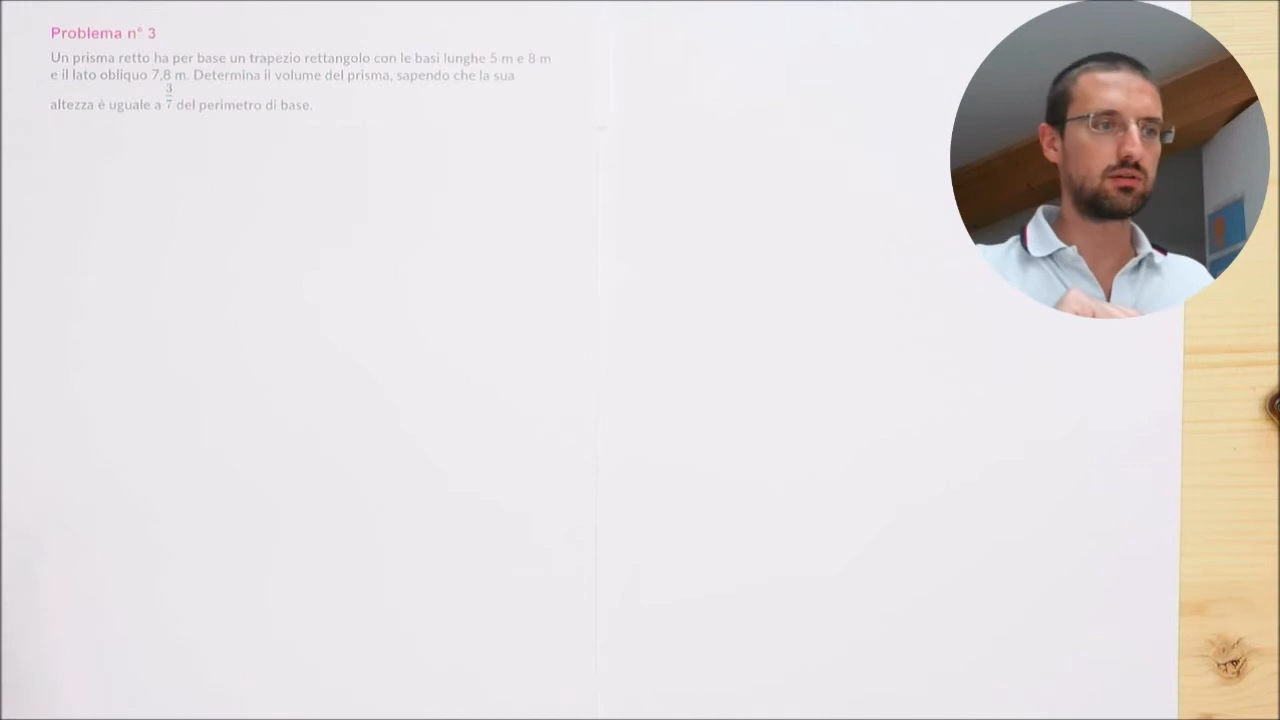 Problema n° 3
Un prisma retto ha per base un trapezio rettangolo con le basi lunghe 5 m e 8 m
e il lato obliquo 7,8 m. Determina il volume del prisma, sapendo che la sua
altezza è uguale a 3/7 del perimetro di base.